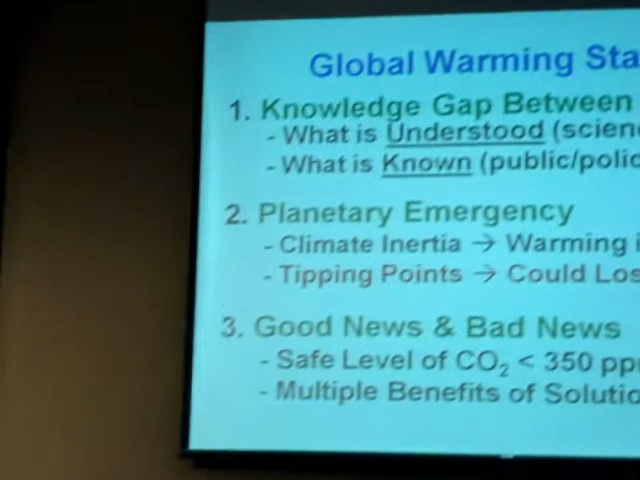 Global Warming Sta
1. Knowledge Gap Between
- What is Understood (scien
- What is Known (public/polic
2. Planetary Emergency
- Climate Inertia → Warming i
- Tipping Points → Could Los
3. Good News & Bad News
- Safe Level of CO₂ < 350 pp
- Multiple Benefits of Solutio